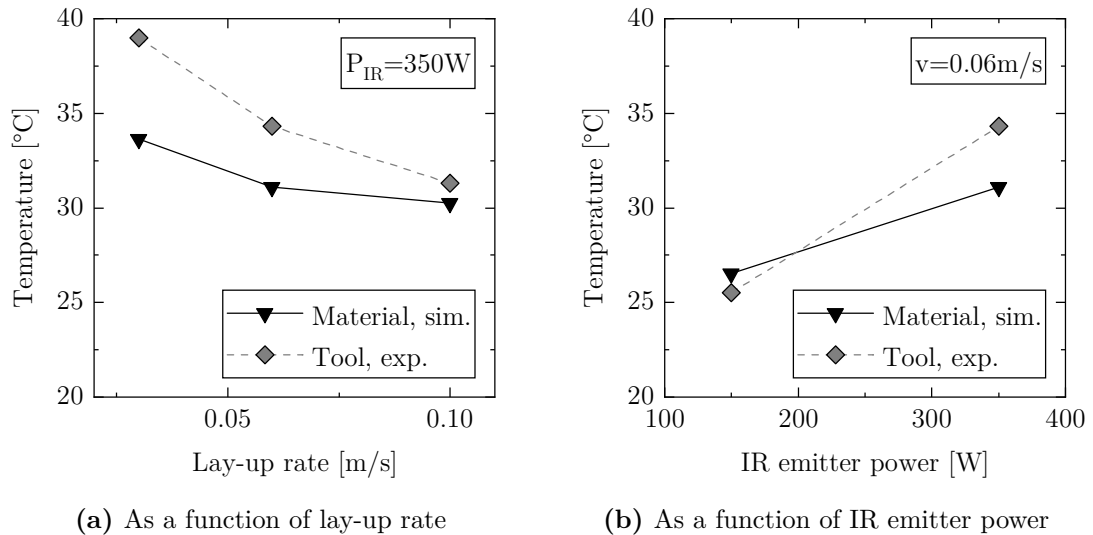 40
35
30
25
20
Temperature [°C]
P_IR=350W
Material, sim.
Tool, exp.
0.05
0.10
Lay-up rate [m/s]
(a) As a function of lay-up rate
40
35
30
25
20
Temperature [°C]
v=0.06m/s
Material, sim.
Tool, exp.
100
200
300
400
IR emitter power [W]
(b) As a function of IR emitter power